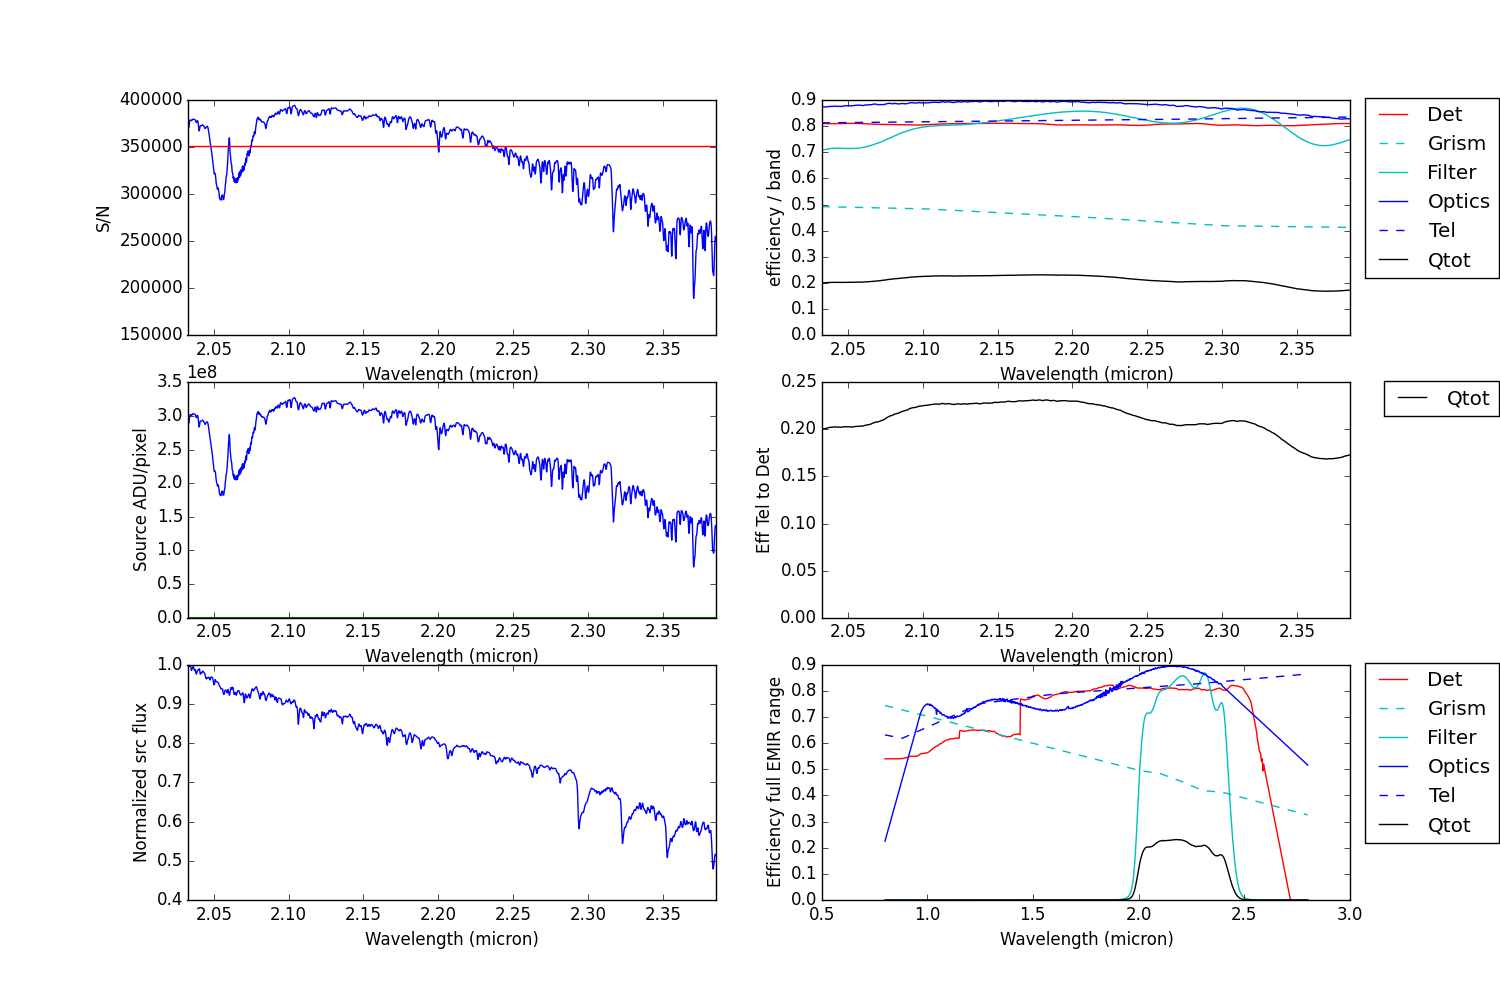 400000
350000
300000
250000
200000
150000
S/N
2.05 2.10 2.15 2.20 2.25 2.30 2.35
Wavelength (micron)
0.9
0.8
0.7
0.6
0.5
0.4
0.3
0.2
0.1
0.0
efficiency / band
2.05 2.10 2.15 2.20 2.25 2.30 2.35
Wavelength (micron)
Det
Grism
Filter
Optics
Tel
Qtot
1e8
3.5
3.0
2.5
2.0
1.5
1.0
0.5
0.0
Source ADU/pixel
2.05 2.10 2.15 2.20 2.25 2.30 2.35
Wavelength (micron)
0.25
0.20
0.15
0.10
0.05
0.00
Eff Tel to Det
2.05 2.10 2.15 2.20 2.25 2.30 2.35
Wavelength (micron)
Qtot
1.0
0.9
0.8
0.7
0.6
0.5
0.4
Normalized src flux
2.05 2.10 2.15 2.20 2.25 2.30 2.35
Wavelength (micron)
0.9
0.8
0.7
0.6
0.5
0.4
0.3
0.2
0.1
0.0
Efficiency full EMIR range
0.5 1.0 1.5 2.0 2.5 3.0
Wavelength (micron)
Det
Grism
Filter
Optics
Tel
Qtot